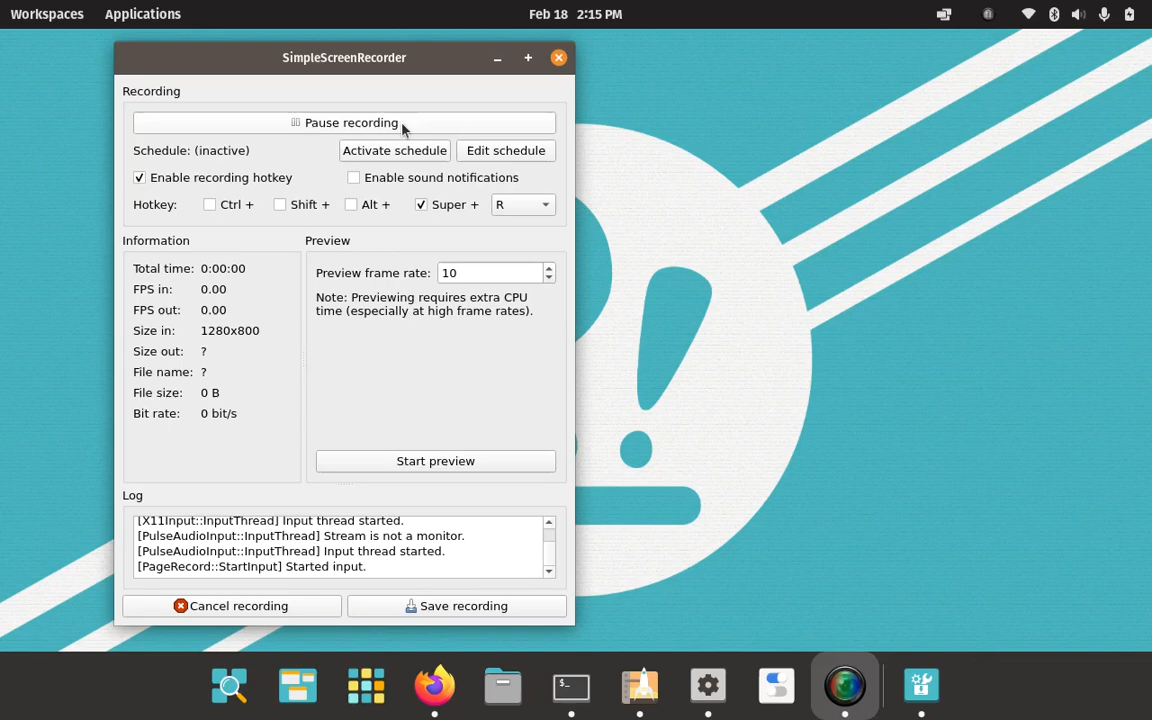 Workspaces Applications Feb 18 2:15 PM
SimpleScreenRecorder
Recording
Pause recording
Schedule: (inactive) Activate schedule Edit schedule
Enable recording hotkey Enable sound notifications
Hotkey: Ctrl + Shift + Alt + Super + R
Information
Total time: 0:00:00
FPS in: 0.00
FPS out: 0.00
Size in: 1280x800
Size out: ?
File name: ?
File size: 0 B
Bit rate: 0 bit/s
Preview
Preview frame rate: 10
Note: Previewing requires extra CPU
time (especially at high frame rates).
Start preview
Log
[X11Input::InputThread] Input thread started.
[PulseAudioInput::InputThread] Stream is not a monitor.
[PulseAudioInput::InputThread] Input thread started.
[PageRecord::StartInput] Started input.
Cancel recording Save recording